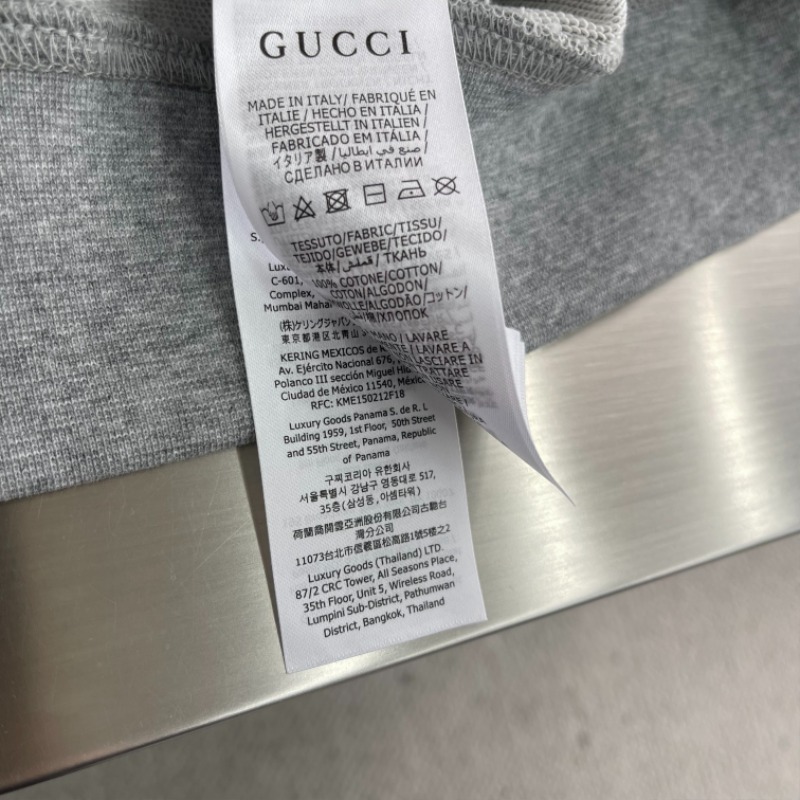 GUCCI
MADE IN ITALY/ FABRIQUÉ EN
ITALIE / HECHO EN ITALIA /
HERGESTELLT IN ITALIEN /
FABRICADO EM ITÁLIA /
イタリア製 / صنع في ايطاليا /
СДЕЛАНО В ИТАЛИИ
TESSUTO/FABRIC/TISSU/
TEJIDO/GEWEBE/TECIDO/
本体/ قماش/ ТКАНЬ
100% COTONE/COTTON/
COTON/ALGODON/
WOLLE/ALGODÃO/コットン/
ХЛОПОК
/ LAVARE
/ LAVARE A
LASCIARE IN
S.
C-601,
Complex,
Mumbai
(株)ケリングジャパン
東京都港区北青山
KERING MEXICOS de
Av. Ejército Nacional 676,
Polanco III sección Miguel
Ciudad de México 11540, México
RFC: KME150212F18
Luxury Goods Panama S. de R. L
Building 1959, 1st Floor, 50th Street
and 55th Street, Panama, Republic
of Panama
구찌코리아 유한회사
서울특별시 강남구 영동대로 517,
35층(삼성동, 아셈타워)
荷蘭商開雲亞洲股份有限公司古馳台
灣分公司
11073台北市信義區松高路1號5樓之2
Luxury Goods (Thailand) LTD.
87/2 CRC Tower, All Seasons Place,
35th Floor, Unit 5, Wireless Road,
Lumpini Sub-District, Pathumwan
District, Bangkok, Thailand